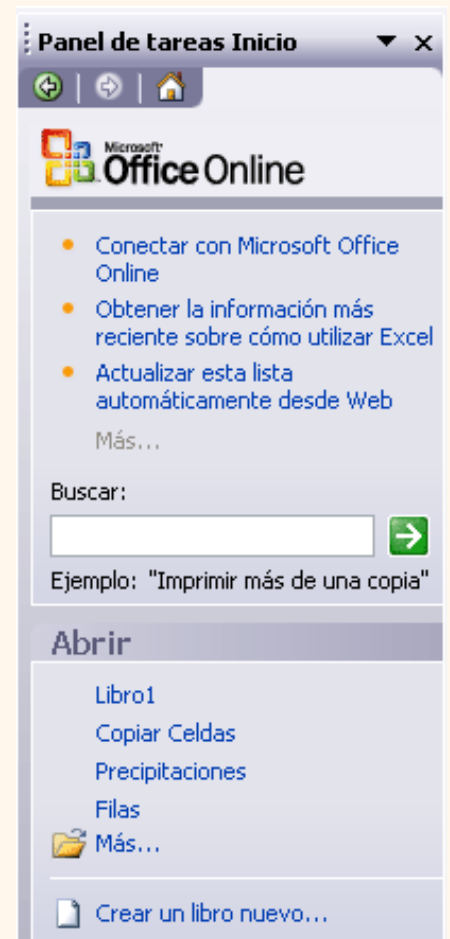 Panel de tareas Inicio
Microsoft
Office Online
Conectar con Microsoft Office
Online
Obtener la información más
reciente sobre cómo utilizar Excel
Actualizar esta lista
automáticamente desde Web
Más...
Buscar:
Ejemplo: "Imprimir más de una copia"
Abrir
Libro1
Copiar Celdas
Precipitaciones
Filas
Más...
Crear un libro nuevo...